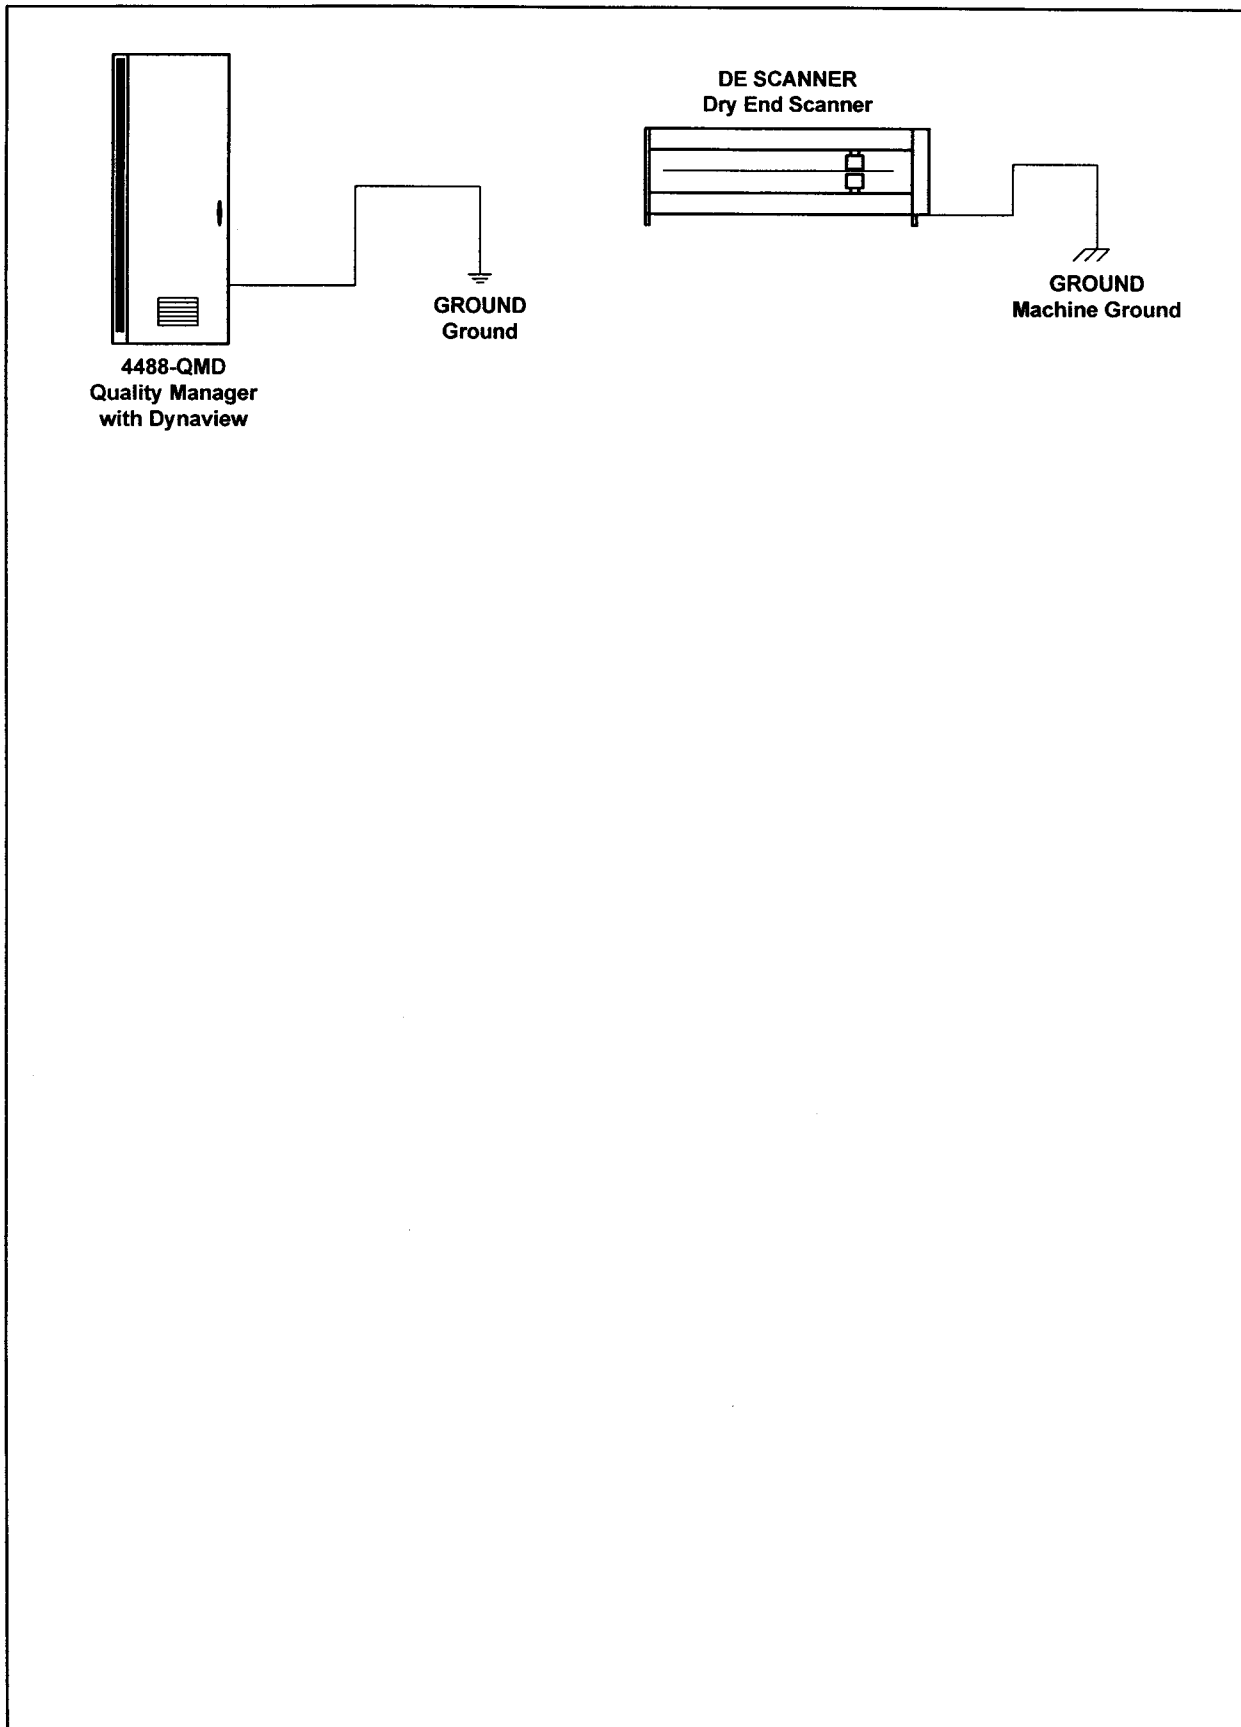 DE SCANNER
Dry End Scanner
GROUND
Machine Ground
GROUND
Ground
4488-QMD
Quality Manager
with Dynaview